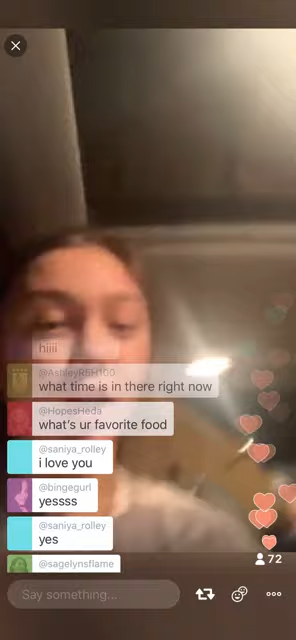 hiiii
@AshleyR5H100
what time is in there right now
@HopesHeda
what's ur favorite food
@saniya_rolley
i love you
@bingegurl
yessss
@saniya_rolley
yes
@sagelynsflame
72
Say something...